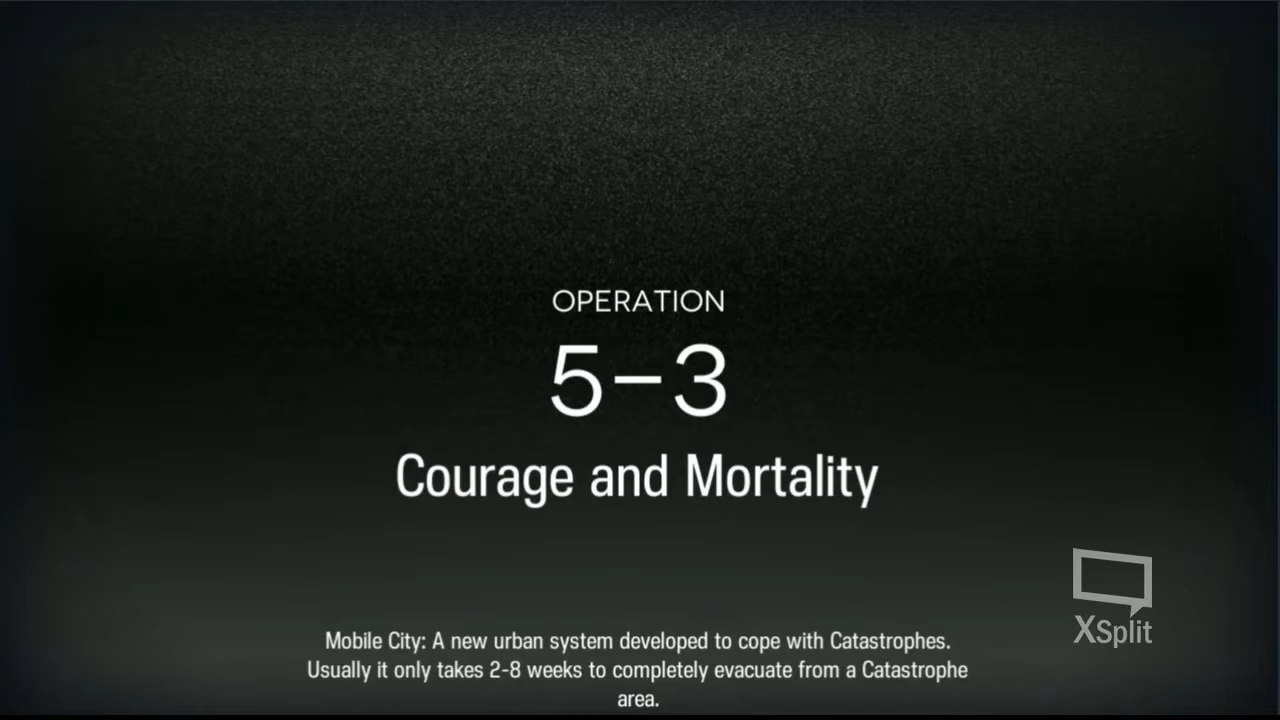 OPERATION
5-3
Courage and Mortality
XSplit
Mobile City: A new urban system developed to cope with Catastrophes.
Usually it only takes 2-8 weeks to completely evacuate from a Catastrophe
area.